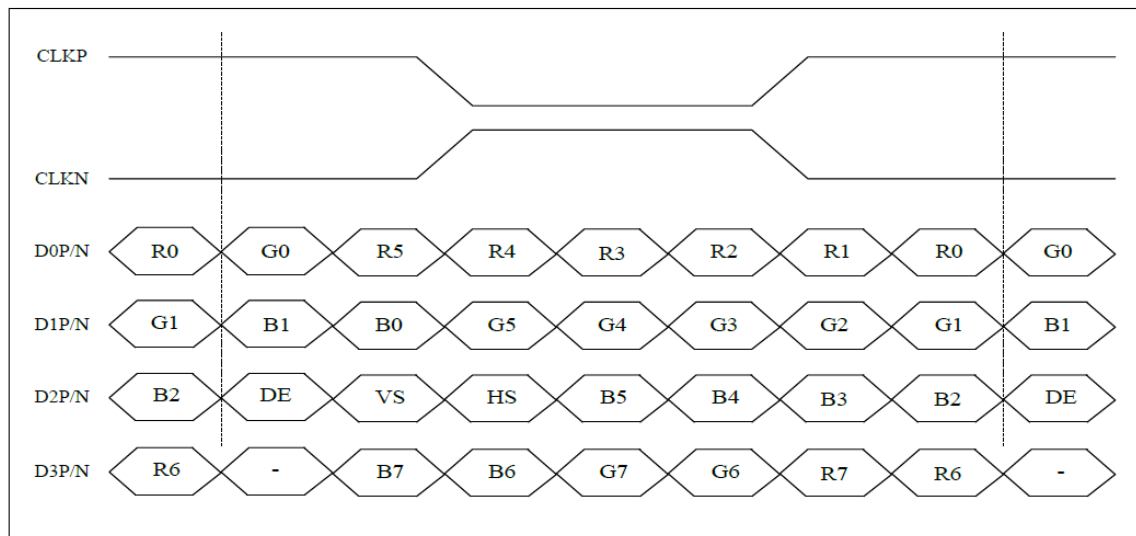 CLKP
CLKN
D0P/N R0 G0 R5 R4 R3 R2 R1 R0 G0
D1P/N G1 B1 B0 G5 G4 G3 G2 G1 B1
D2P/N B2 DE VS HS B5 B4 B3 B2 DE
D3P/N R6 - B7 B6 G7 G6 R7 R6 -